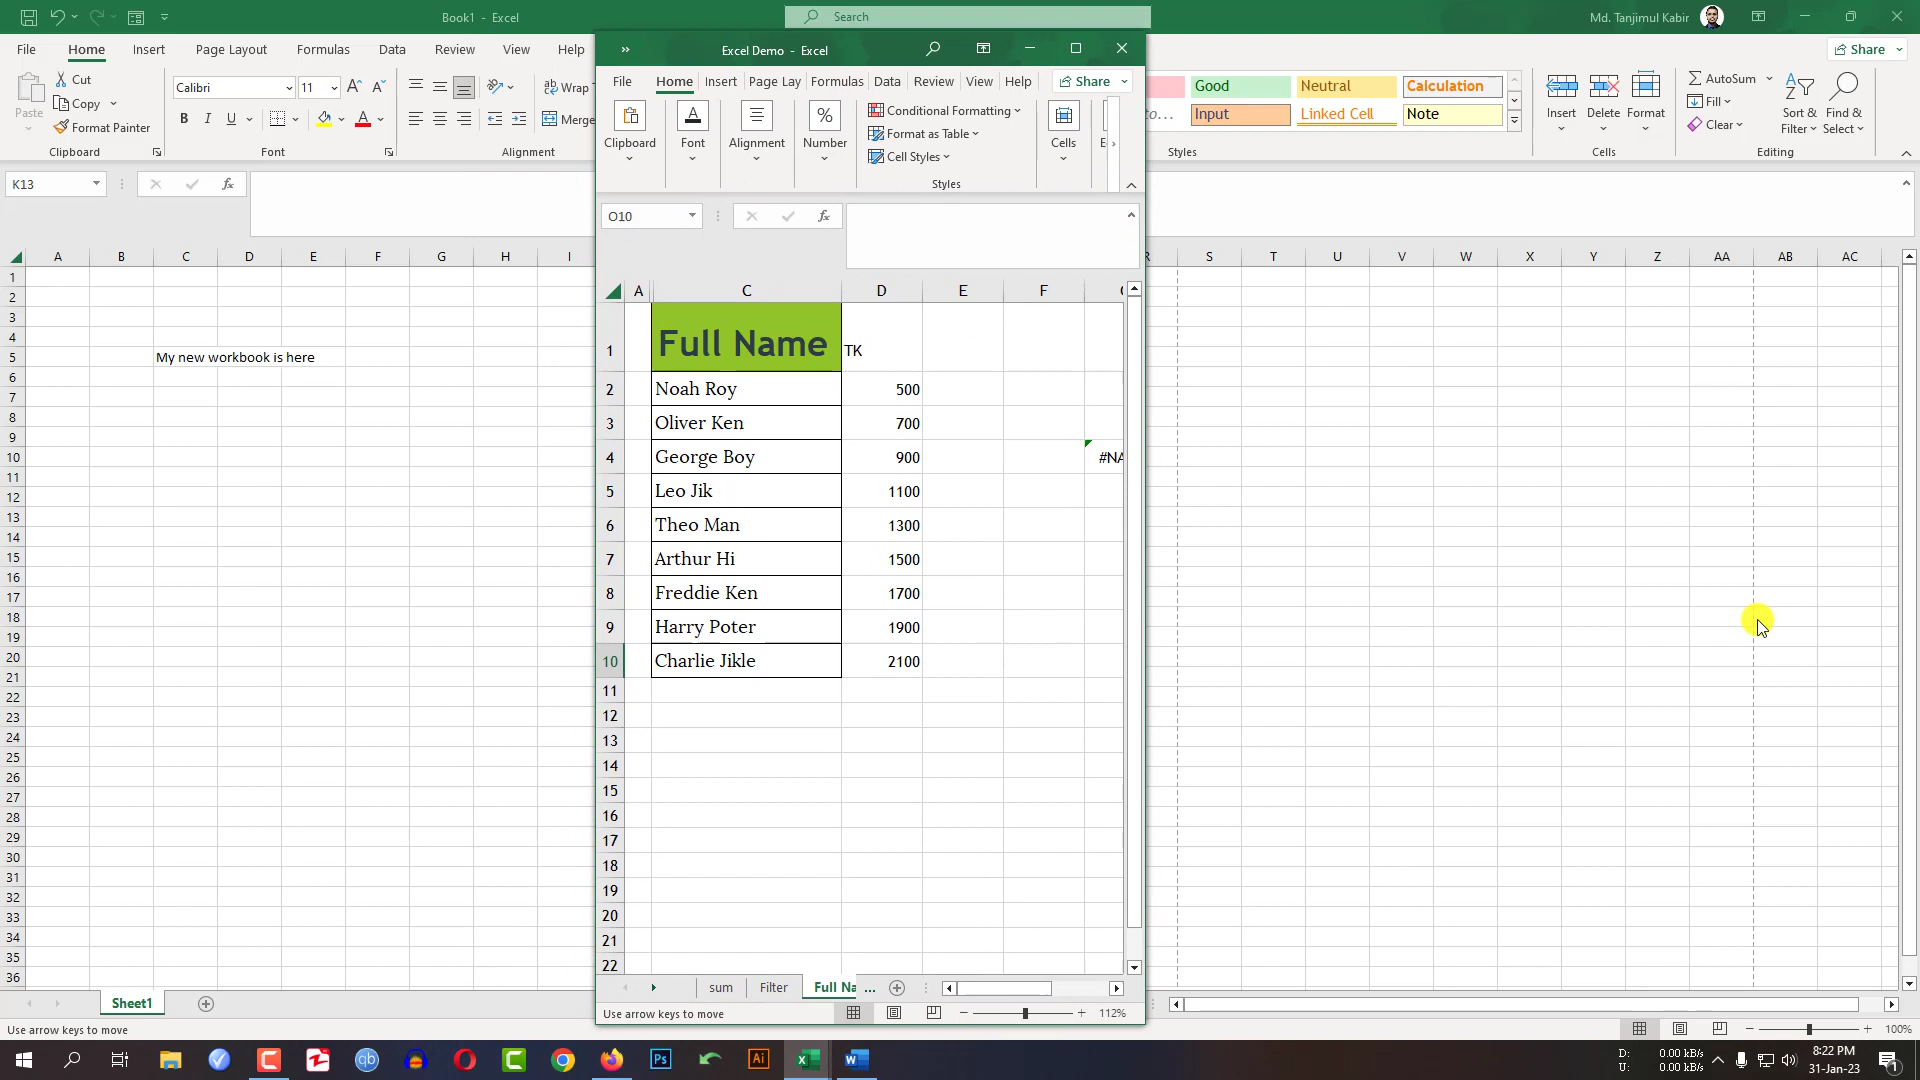 Book1 - Excel
Search
Md. Tanjimul Kabir
File Home Insert Page Layout Formulas Data Review View Help
Share
Paste
Cut
Copy
Format Painter
Clipboard
Calibri 11
B I U
Font
Wrap
Merge
Alignment
Good Neutral Calculation
Input Linked Cell Note
Styles
Insert Delete Format
Cells
AutoSum
Fill
Clear
Sort &
Filter
Find &
Select
Editing
K13
A B C D E F G H I
S T U V W X Y Z AA AB AC
1
2
3
4
5 My new workbook is here
6
7
8
9
10
11
12
13
14
15
16
17
18
19
20
21
22
23
24
25
26
27
28
29
30
31
32
33
34
35
36
Sheet1
Use arrow keys to move
100%
Excel Demo - Excel
File Home Insert Page Lay Formulas Data Review View Help Share
Clipboard
Font
Alignment
Number
Conditional Formatting
Format as Table
Cell Styles
Styles
Cells
O10
A C D E F
1 Full Name TK
2 Noah Roy 500
3 Oliver Ken 700
4 George Boy 900 #NA
5 Leo Jik 1100
6 Theo Man 1300
7 Arthur Hi 1500
8 Freddie Ken 1700
9 Harry Poter 1900
10 Charlie Jikle 2100
11
12
13
14
15
16
17
18
19
20
21
22
sum Filter Full Na ...
Use arrow keys to move
112%
D: 0.00 kB/s
U: 0.00 kB/s
8:22 PM
31-Jan-23